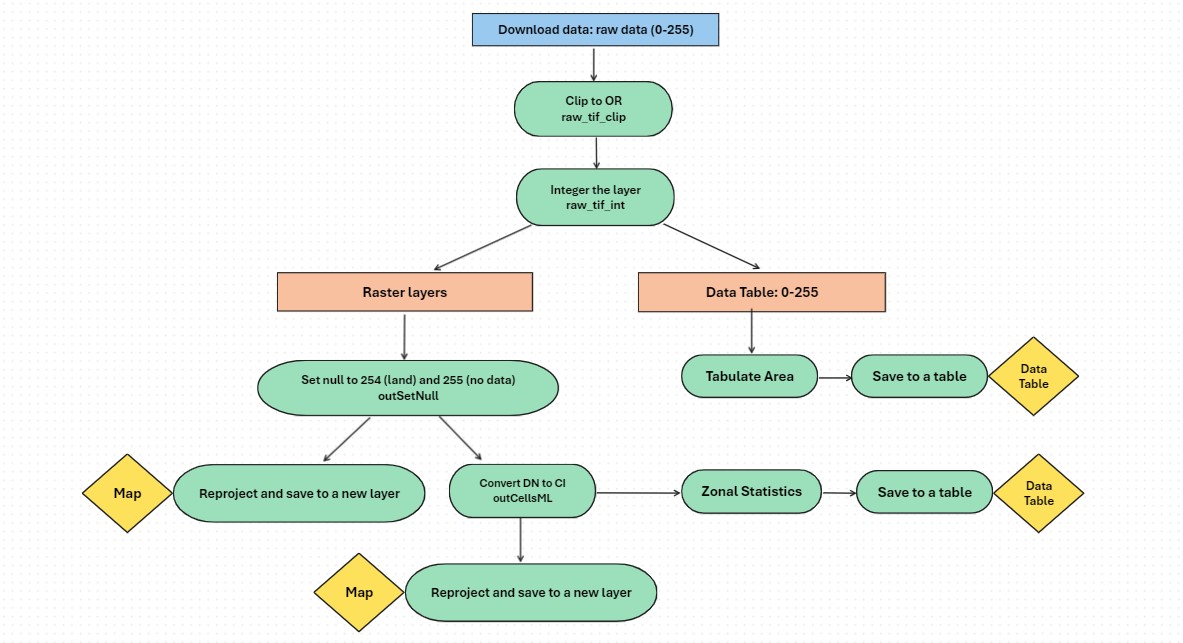 Download data: raw data (0-255)
Clip to OR
raw_tif_clip
Integer the layer
raw_tif_int
Raster layers
Data Table: 0-255
Set null to 254 (land) and 255 (no data)
outSetNull
Tabulate Area
Save to a table
Data
Table
Map
Reproject and save to a new layer
Convert DN to CI
outCellsML
Zonal Statistics
Save to a table
Data
Table
Map
Reproject and save to a new layer